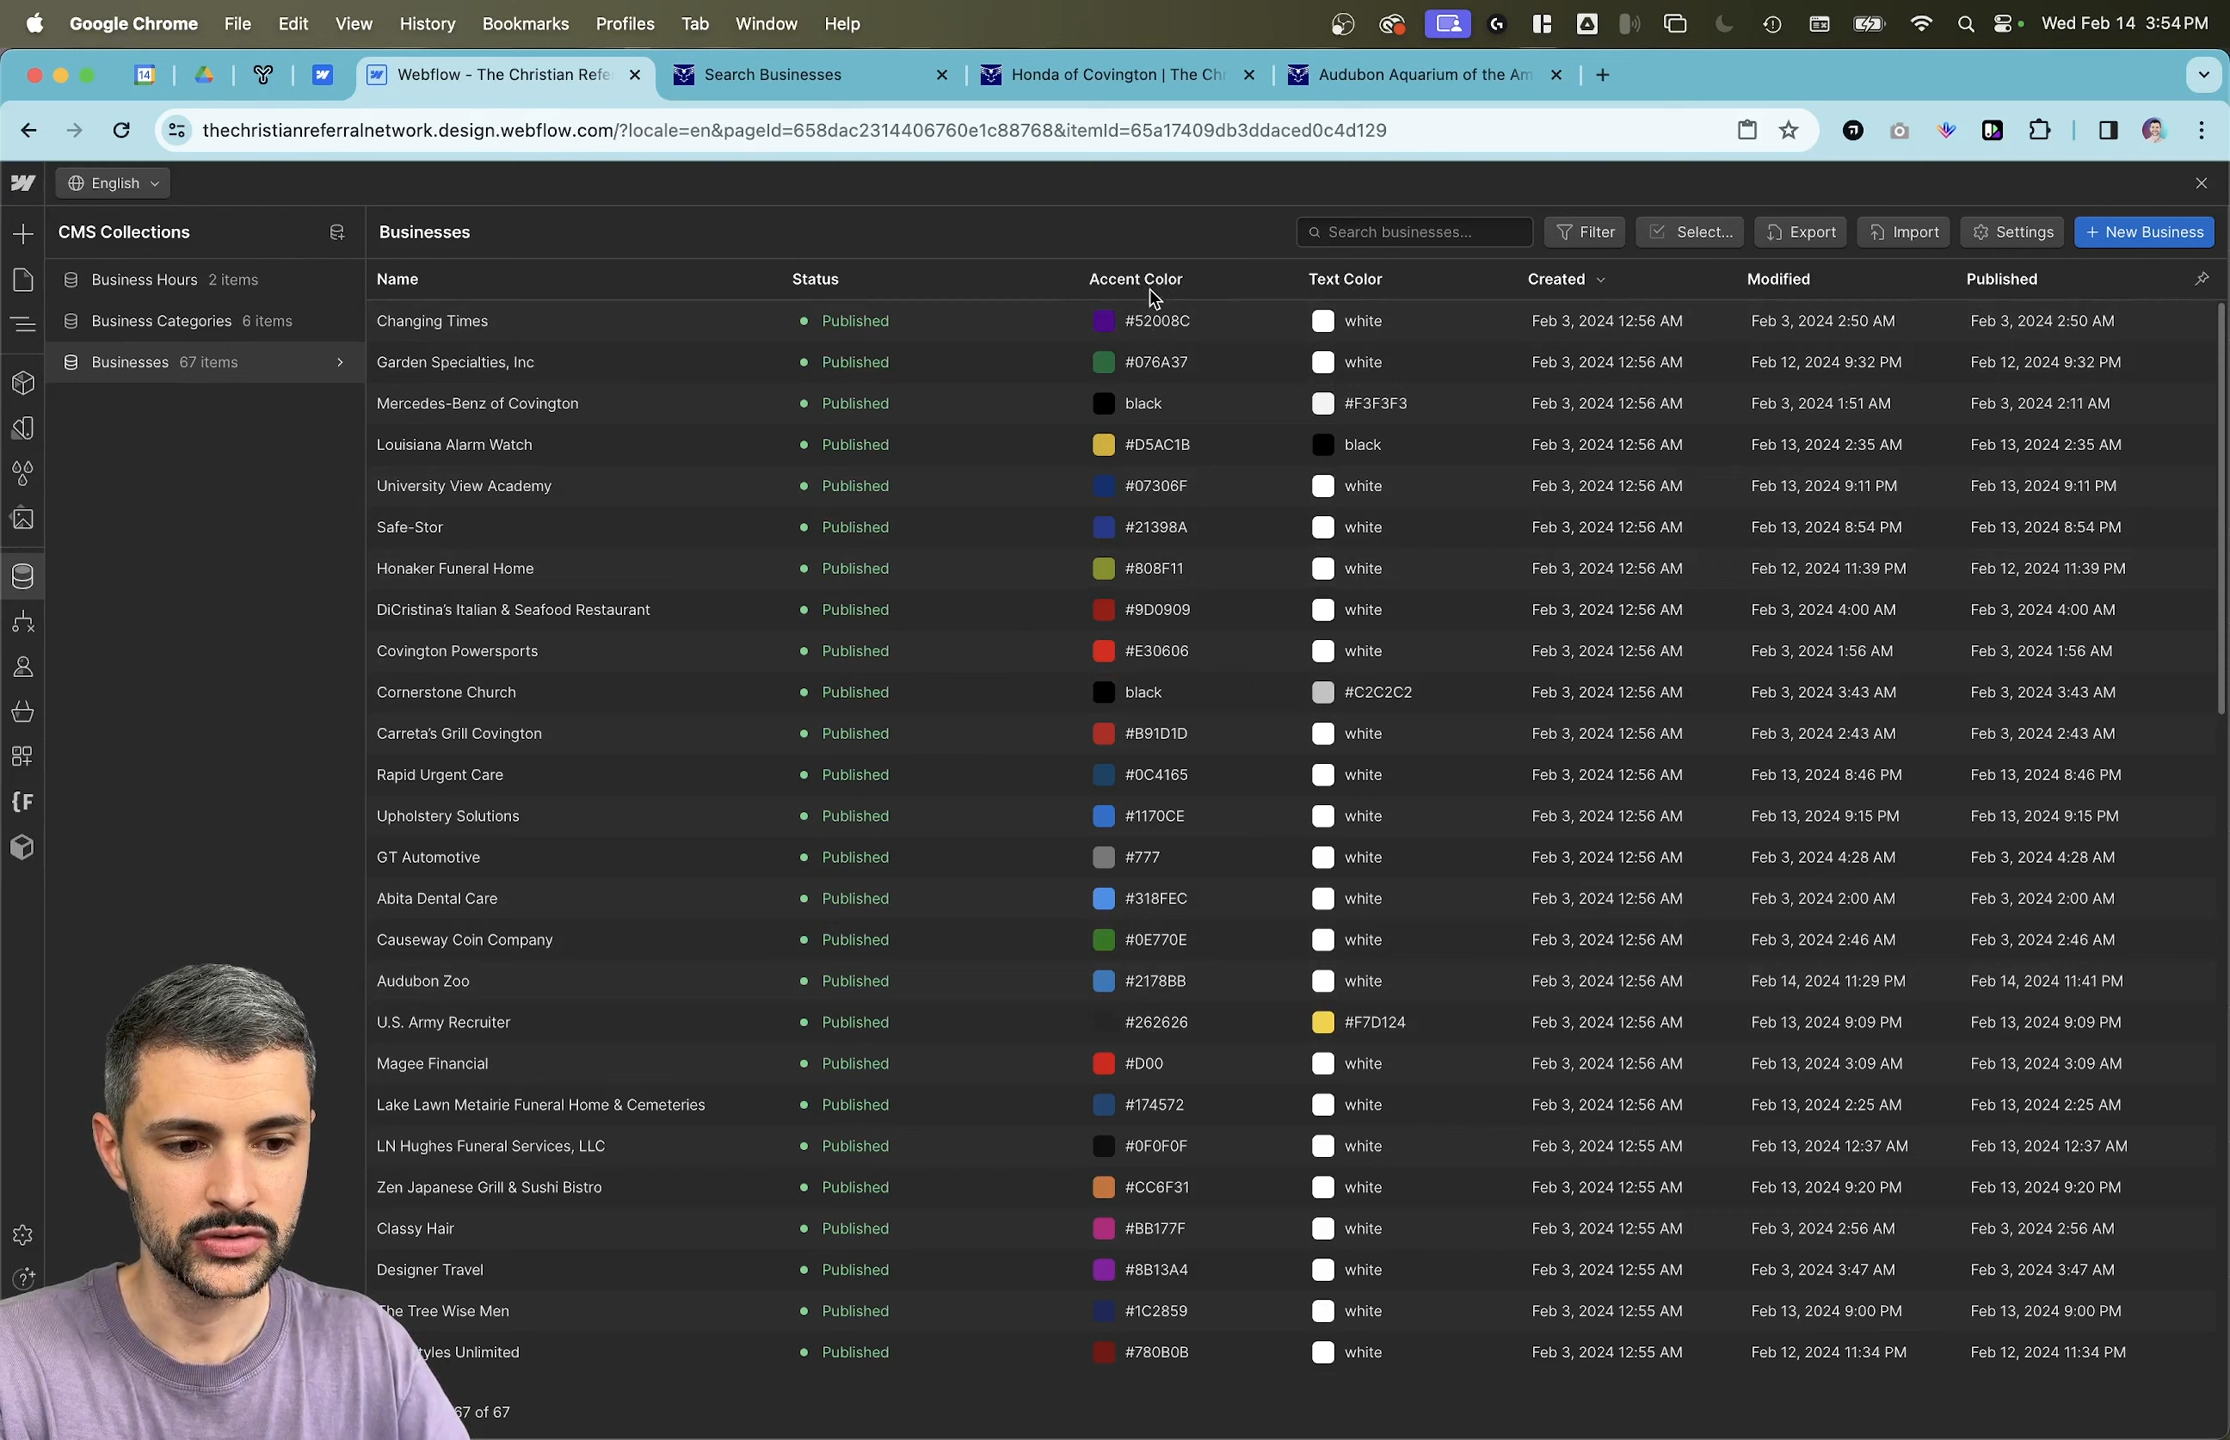 Google Chrome File Edit View History Bookmarks Profiles Tab Window Help Wed Feb 14 3:54 PM
14 Webflow - The Christian Refe Search Businesses Honda of Covington | The Ch Audubon Aquarium of the Am
thechristianreferralnetwork.design.webflow.com/?locale=en&pageId=658dac2314406760e1c88768&itemId=65a17409db3ddaced0c4d129
English
CMS Collections
Business Hours 2 items
Business Categories 6 items
Businesses 67 items
Businesses Search businesses... Filter Select... Export Import Settings + New Business
Name Status Accent Color Text Color Created Modified Published
Changing Times Published #52008C white Feb 3, 2024 12:56 AM Feb 3, 2024 2:50 AM Feb 3, 2024 2:50 AM
Garden Specialties, Inc Published #076A37 white Feb 3, 2024 12:56 AM Feb 12, 2024 9:32 PM Feb 12, 2024 9:32 PM
Mercedes-Benz of Covington Published black #F3F3F3 Feb 3, 2024 12:56 AM Feb 3, 2024 1:51 AM Feb 3, 2024 2:11 AM
Louisiana Alarm Watch Published #D5AC1B black Feb 3, 2024 12:56 AM Feb 13, 2024 2:35 AM Feb 13, 2024 2:35 AM
University View Academy Published #07306F white Feb 3, 2024 12:56 AM Feb 13, 2024 9:11 PM Feb 13, 2024 9:11 PM
Safe-Stor Published #21398A white Feb 3, 2024 12:56 AM Feb 13, 2024 8:54 PM Feb 13, 2024 8:54 PM
Honaker Funeral Home Published #808F11 white Feb 3, 2024 12:56 AM Feb 12, 2024 11:39 PM Feb 12, 2024 11:39 PM
DiCristina’s Italian & Seafood Restaurant Published #9D0909 white Feb 3, 2024 12:56 AM Feb 3, 2024 4:00 AM Feb 3, 2024 4:00 AM
Covington Powersports Published #E30606 white Feb 3, 2024 12:56 AM Feb 3, 2024 1:56 AM Feb 3, 2024 1:56 AM
Cornerstone Church Published black #C2C2C2 Feb 3, 2024 12:56 AM Feb 3, 2024 3:43 AM Feb 3, 2024 3:43 AM
Carreta’s Grill Covington Published #B91D1D white Feb 3, 2024 12:56 AM Feb 3, 2024 2:43 AM Feb 3, 2024 2:43 AM
Rapid Urgent Care Published #0C4165 white Feb 3, 2024 12:56 AM Feb 13, 2024 8:46 PM Feb 13, 2024 8:46 PM
Upholstery Solutions Published #1170CE white Feb 3, 2024 12:56 AM Feb 13, 2024 9:15 PM Feb 13, 2024 9:15 PM
GT Automotive Published #777 white Feb 3, 2024 12:56 AM Feb 3, 2024 4:28 AM Feb 3, 2024 4:28 AM
Abita Dental Care Published #318FEC white Feb 3, 2024 12:56 AM Feb 3, 2024 2:00 AM Feb 3, 2024 2:00 AM
Causeway Coin Company Published #0E770E white Feb 3, 2024 12:56 AM Feb 3, 2024 2:46 AM Feb 3, 2024 2:46 AM
Audubon Zoo Published #2178BB white Feb 3, 2024 12:56 AM Feb 14, 2024 11:29 PM Feb 14, 2024 11:41 PM
U.S. Army Recruiter Published #262626 #F7D124 Feb 3, 2024 12:56 AM Feb 13, 2024 9:09 PM Feb 13, 2024 9:09 PM
Magee Financial Published #D00 white Feb 3, 2024 12:56 AM Feb 13, 2024 3:09 AM Feb 13, 2024 3:09 AM
Lake Lawn Metairie Funeral Home & Cemeteries Published #174572 white Feb 3, 2024 12:56 AM Feb 13, 2024 2:25 AM Feb 13, 2024 2:25 AM
LN Hughes Funeral Services, LLC Published #0F0F0F white Feb 3, 2024 12:55 AM Feb 13, 2024 12:37 AM Feb 13, 2024 12:37 AM
Zen Japanese Grill & Sushi Bistro Published #CC6F31 white Feb 3, 2024 12:55 AM Feb 13, 2024 9:20 PM Feb 13, 2024 9:20 PM
Classy Hair Published #BB177F white Feb 3, 2024 12:55 AM Feb 3, 2024 2:56 AM Feb 3, 2024 2:56 AM
Designer Travel Published #8B13A4 white Feb 3, 2024 12:55 AM Feb 3, 2024 3:47 AM Feb 3, 2024 3:47 AM
The Tree Wise Men Published #1C2859 white Feb 3, 2024 12:55 AM Feb 13, 2024 9:00 PM Feb 13, 2024 9:00 PM
tyles Unlimited Published #780B0B white Feb 3, 2024 12:55 AM Feb 12, 2024 11:34 PM Feb 12, 2024 11:34 PM
67 of 67